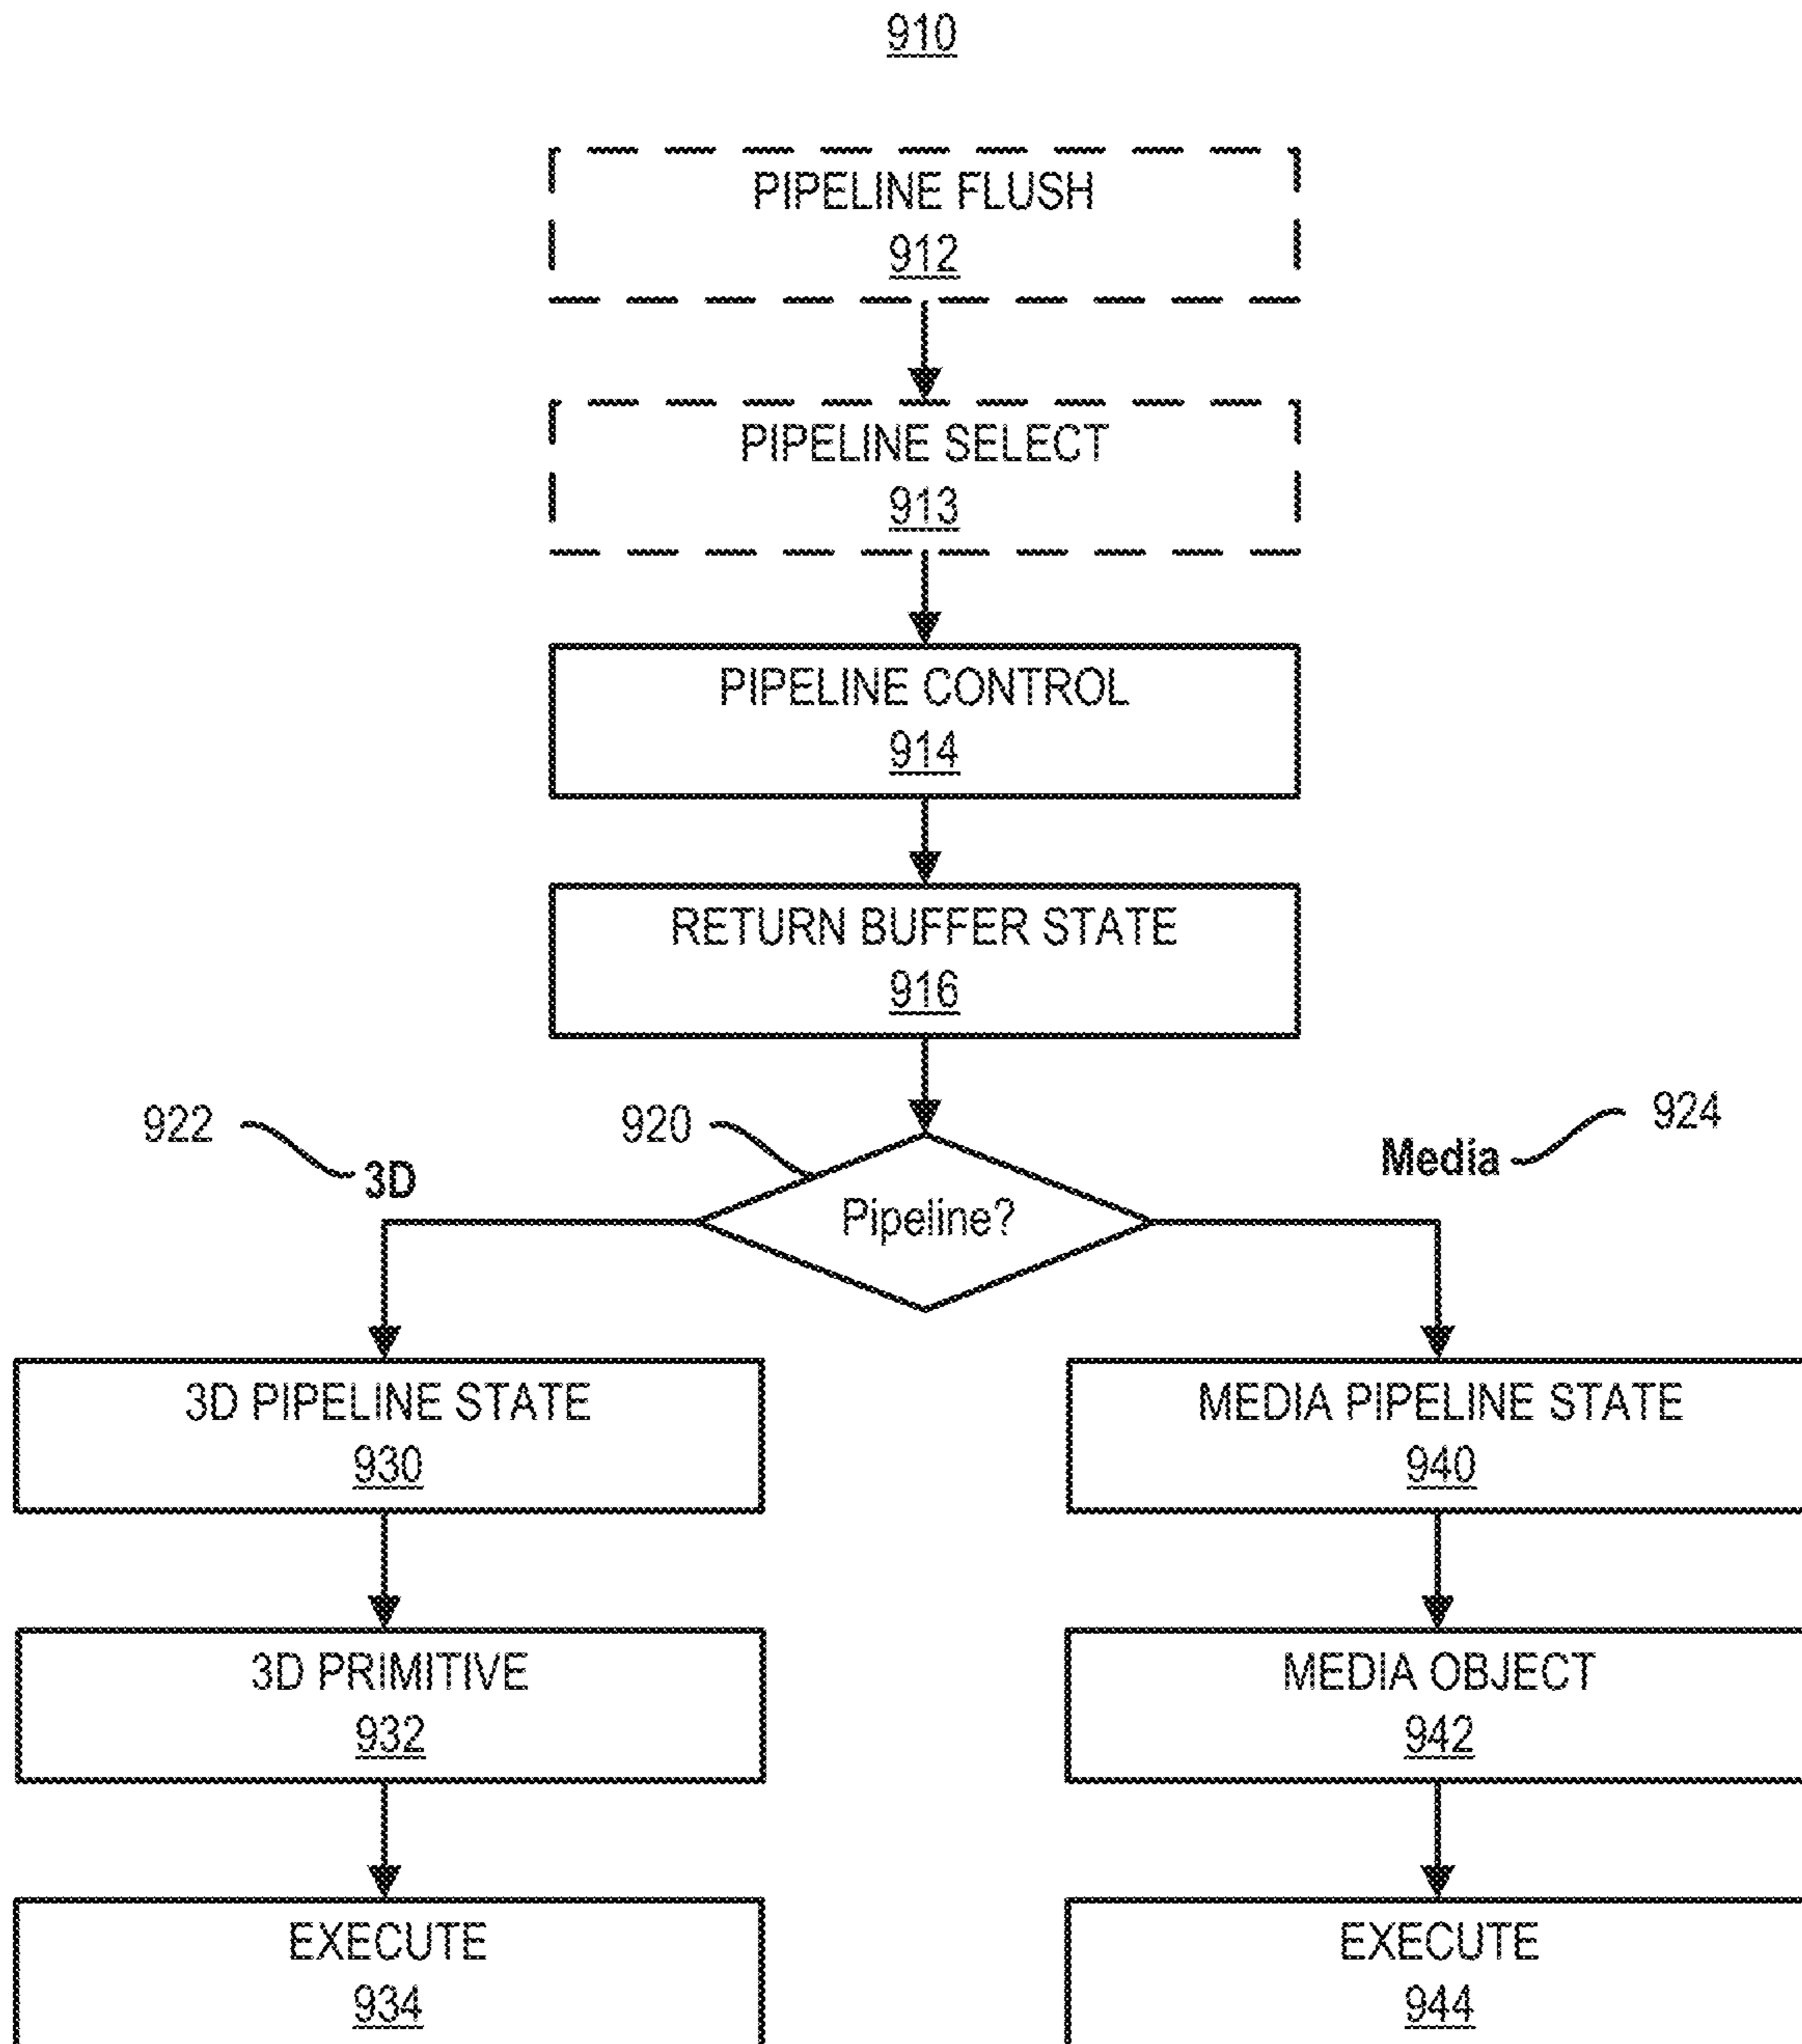 910
PIPELINE FLUSH
912
PIPELINE SELECT
913
PIPELINE CONTROL
914
RETURN BUFFER STATE
916
922
920
924
3D
Media
Pipeline?
3D PIPELINE STATE
930
MEDIA PIPELINE STATE
940
3D PRIMITIVE
932
MEDIA OBJECT
942
EXECUTE
934
EXECUTE
944